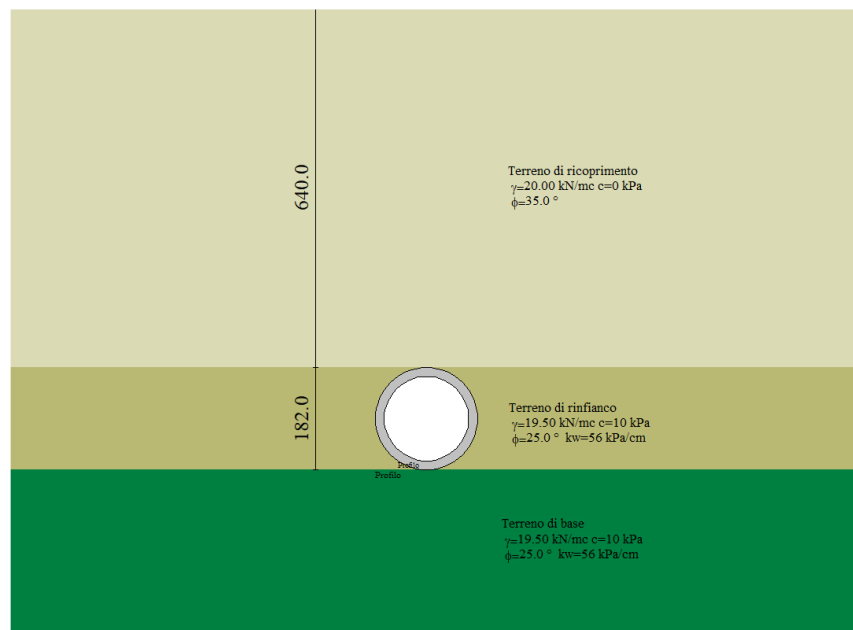 640.0
Terreno di ricoprimento
γ=20.00 kN/mc c=0 kPa
ϕ=35.0 °
182.0
Terreno di rinfianco
γ=19.50 kN/mc c=10 kPa
ϕ=25.0 ° kw=56 kPa/cm
Profilo
Profilo
Terreno di base
γ=19.50 kN/mc c=10 kPa
ϕ=25.0 ° kw=56 kPa/cm